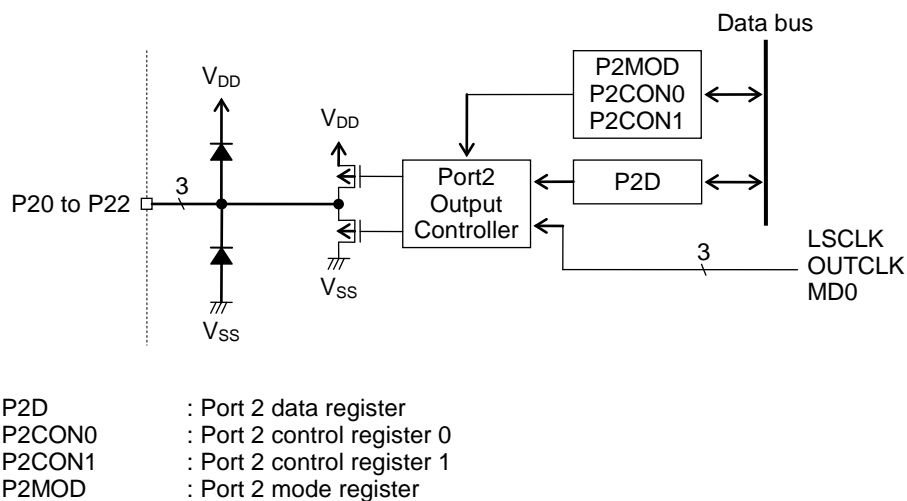 Data bus
P2MOD
P2CON0
P2CON1
VDD
VDD
3
P20 to P22
Port2
Output
Controller
P2D
VSS
VSS
3
LSCLK
OUTCLK
MD0
P2D : Port 2 data register
P2CON0 : Port 2 control register 0
P2CON1 : Port 2 control register 1
P2MOD : Port 2 mode register